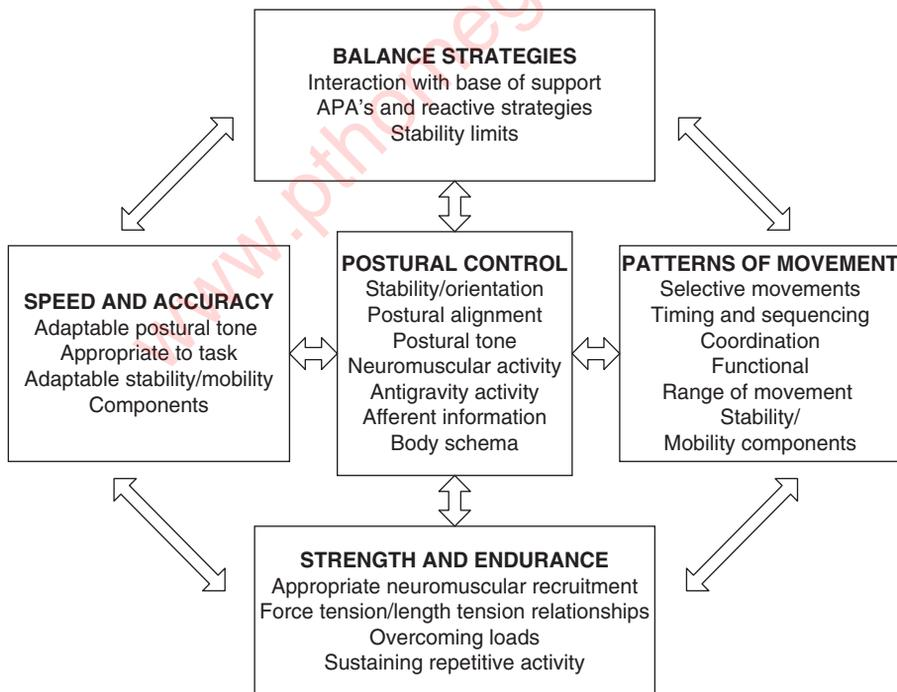 BALANCE STRATEGIES
Interaction with base of support
APA's and reactive strategies
Stability limits
SPEED AND ACCURACY
Adaptable postural tone
Appropriate to task
Adaptable stability/mobility
Components
POSTURAL CONTROL
Stability/orientation
Postural alignment
Postural tone
Neuromuscular activity
Antigravity activity
Afferent information
Body schema
PATTERNS OF MOVEMENT
Selective movements
Timing and sequencing
Coordination
Functional
Range of movement
Stability/
Mobility components
STRENGTH AND ENDURANCE
Appropriate neuromuscular recruitment
Force tension/length tension relationships
Overcoming loads
Sustaining repetitive activity